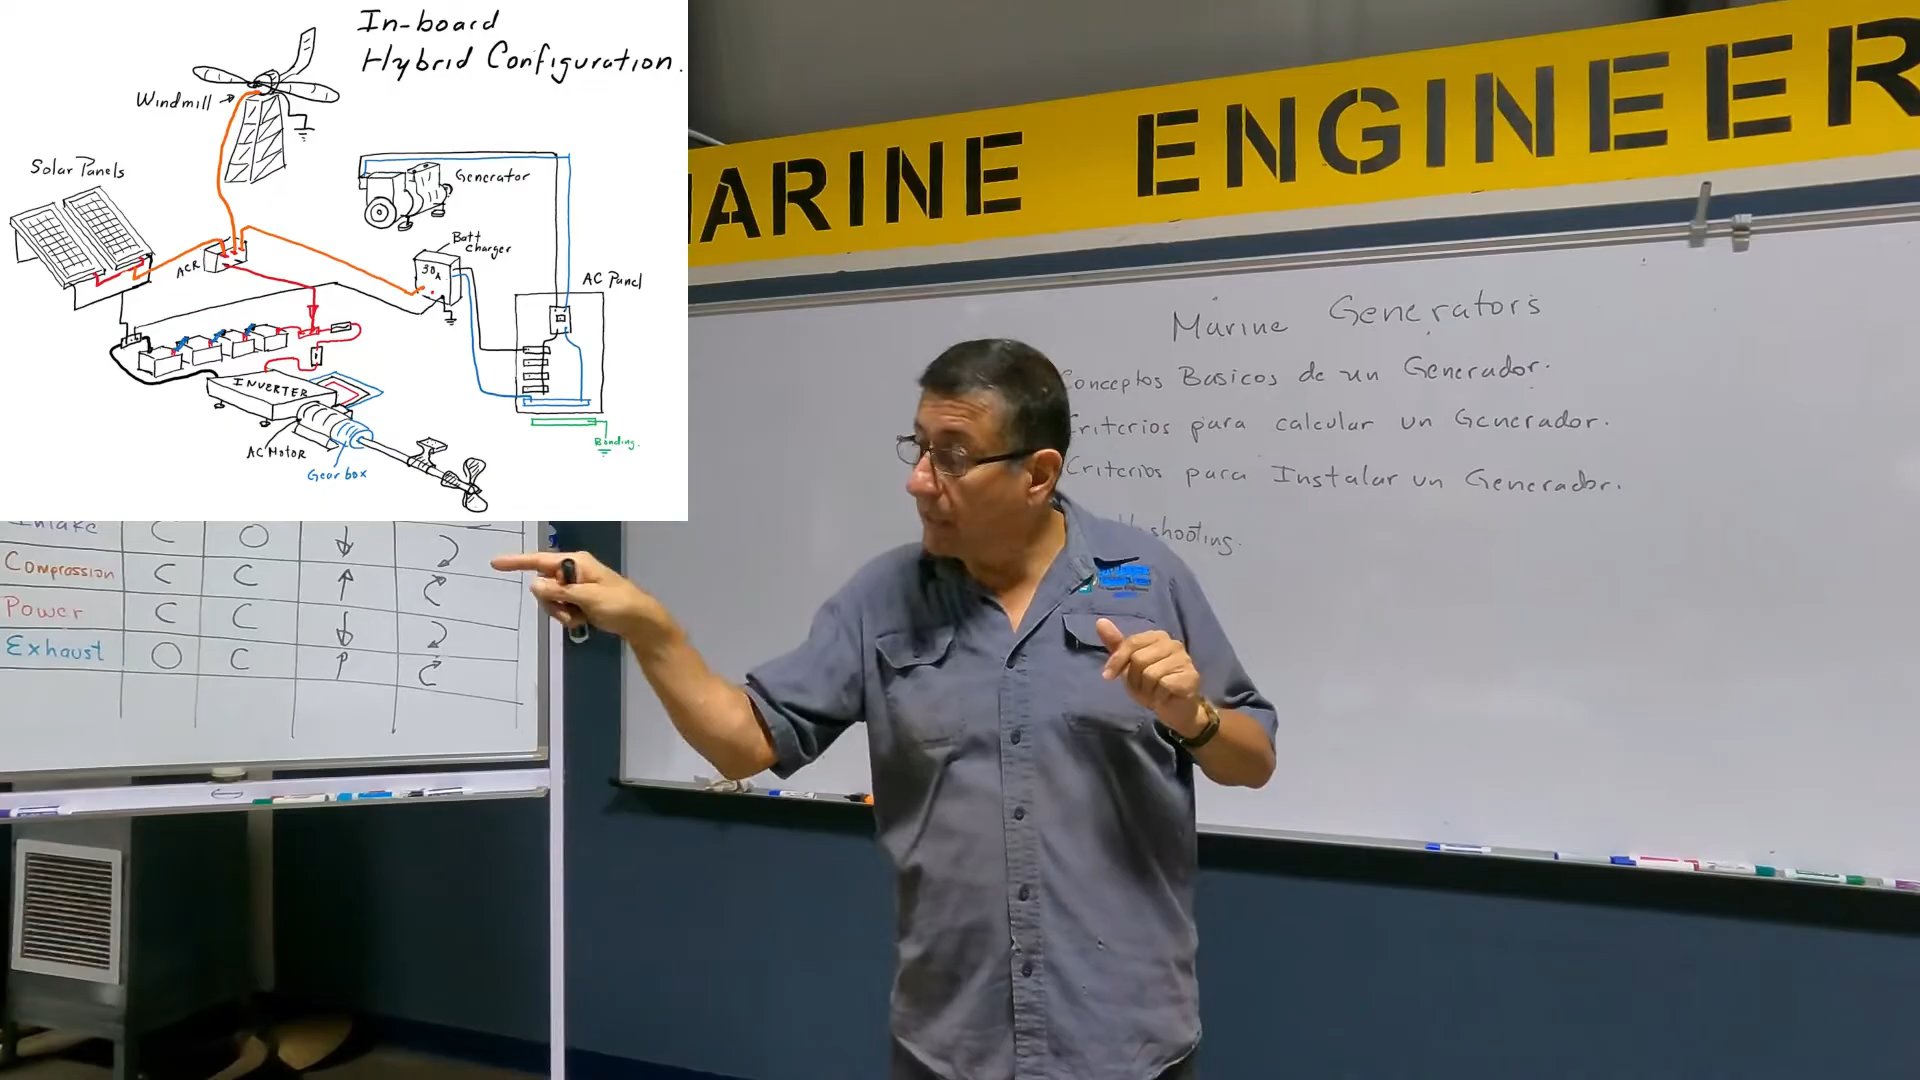 In-board
Hybrid Configuration.
Windmill
Solar Panels
Generator
ACR
Batt
charger
30A
AC Panel
INVERTER
AC Motor
Gear box
Bonding.
MARINE ENGINEER
Marine Generators
Conceptos Basicos de un Generador.
Criterios para calcular un Generador.
Criterios para Instalar un Generador.
shooting.
Intake C O
Compression C C
Power C C
Exhaust O C